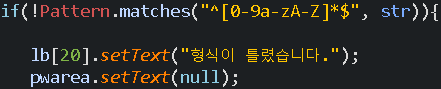 if(!Pattern.matches("^[0-9a-zA-Z]*$", str)){
lb[20].setText("형식이 틀렸습니다.");
pwarea.setText(null);